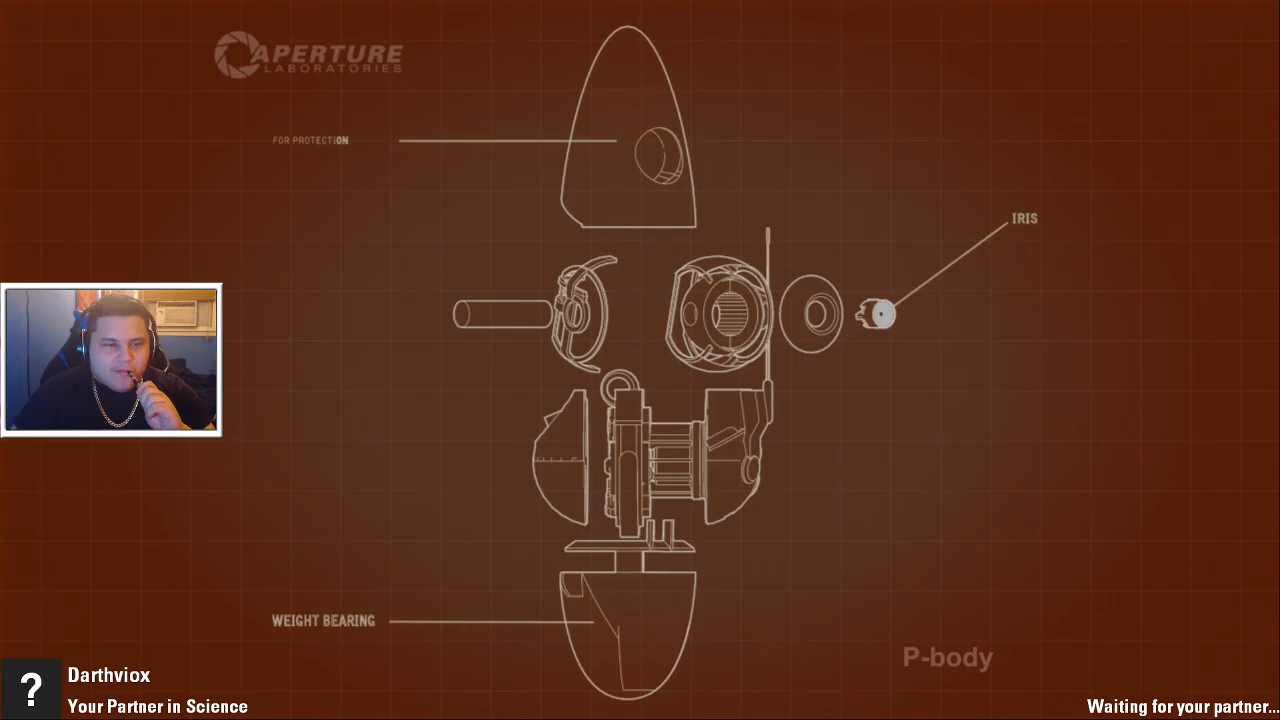 APERTURE
LABORATORIES
FOR PROTECTION
IRIS
WEIGHT BEARING
P-body
?
Darthviox
Your Partner in Science
Waiting for your partner...